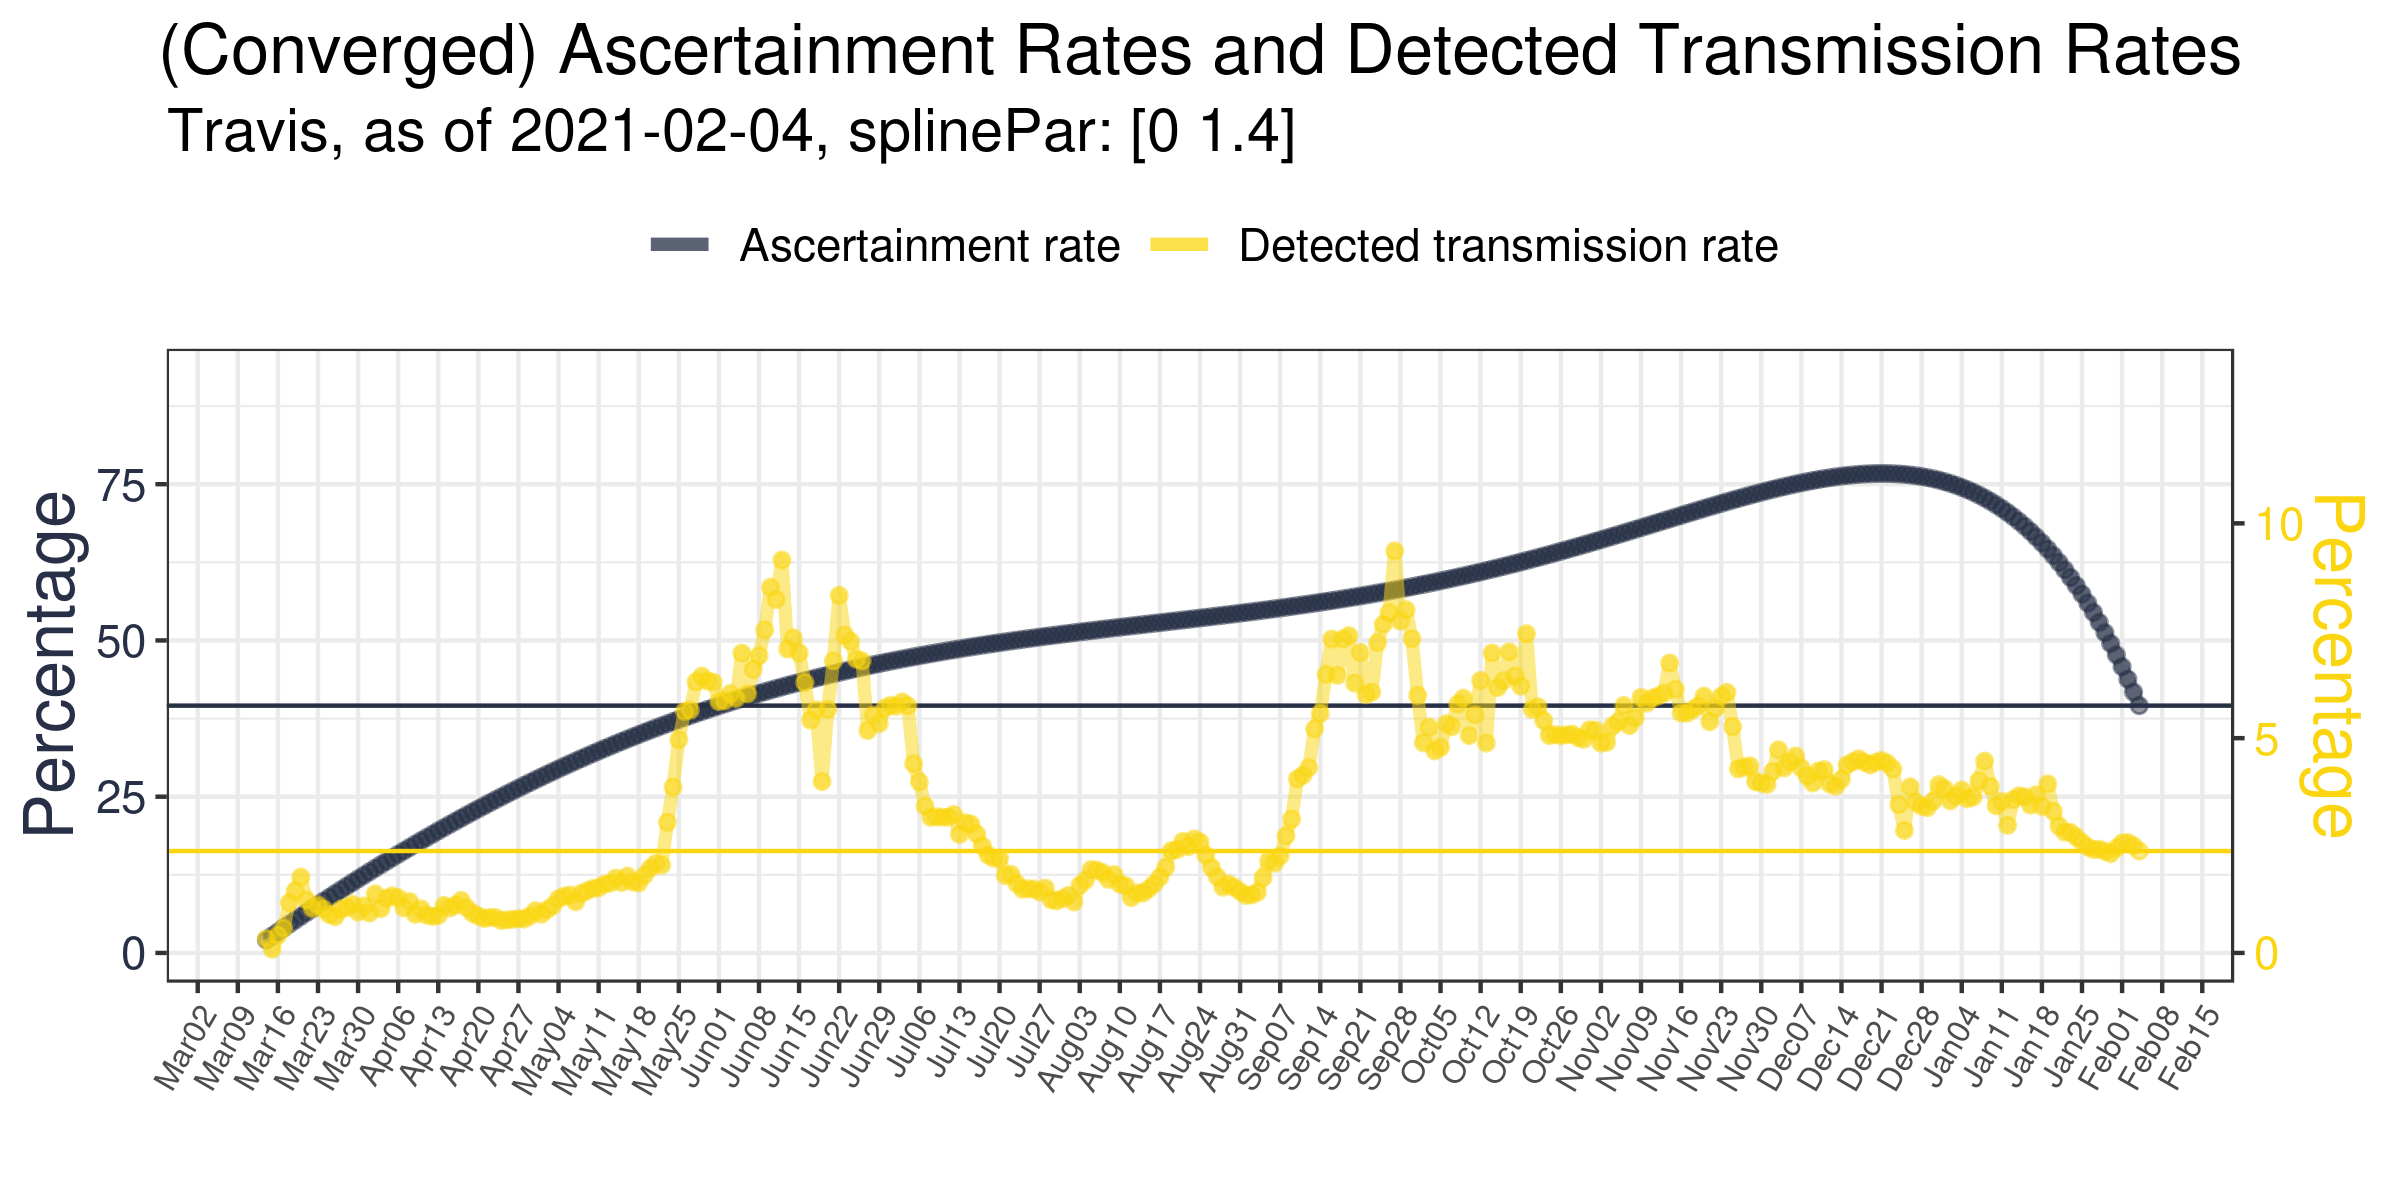 (Converged) Ascertainment Rates and Detected Transmission Rates
Travis, as of 2021-02-04, splinePar: [0 1.4]
Ascertainment rate Detected transmission rate
Percentage
75
50
25
0
10
5
0
Percentage
Mar02 Mar09 Mar16 Mar23 Mar30 Apr06 Apr13 Apr20 Apr27 May04 May11 May18 May25 Jun01 Jun08 Jun15 Jun22 Jun29 Jul06 Jul13 Jul20 Jul27 Aug03 Aug10 Aug17 Aug24 Aug31 Sep07 Sep14 Sep21 Sep28 Oct05 Oct12 Oct19 Oct26 Nov02 Nov09 Nov16 Nov23 Nov30 Dec07 Dec14 Dec21 Dec28 Jan04 Jan11 Jan18 Jan25 Feb01 Feb08 Feb15